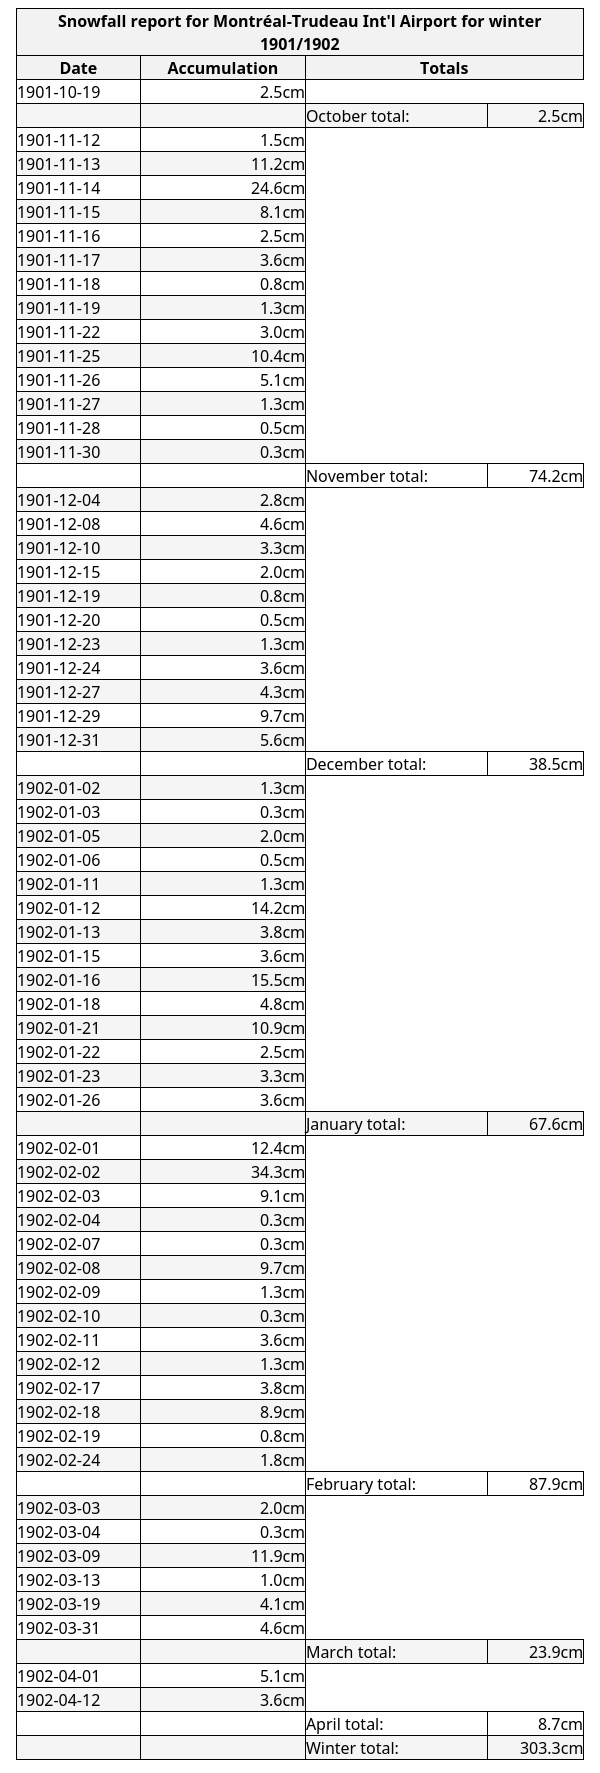 Snowfall report for Montréal-Trudeau Int'l Airport for winter
1901/1902
Date Accumulation Totals
1901-10-19 2.5cm
October total: 2.5cm
1901-11-12 1.5cm
1901-11-13 11.2cm
1901-11-14 24.6cm
1901-11-15 8.1cm
1901-11-16 2.5cm
1901-11-17 3.6cm
1901-11-18 0.8cm
1901-11-19 1.3cm
1901-11-22 3.0cm
1901-11-25 10.4cm
1901-11-26 5.1cm
1901-11-27 1.3cm
1901-11-28 0.5cm
1901-11-30 0.3cm
November total: 74.2cm
1901-12-04 2.8cm
1901-12-08 4.6cm
1901-12-10 3.3cm
1901-12-15 2.0cm
1901-12-19 0.8cm
1901-12-20 0.5cm
1901-12-23 1.3cm
1901-12-24 3.6cm
1901-12-27 4.3cm
1901-12-29 9.7cm
1901-12-31 5.6cm
December total: 38.5cm
1902-01-02 1.3cm
1902-01-03 0.3cm
1902-01-05 2.0cm
1902-01-06 0.5cm
1902-01-11 1.3cm
1902-01-12 14.2cm
1902-01-13 3.8cm
1902-01-15 3.6cm
1902-01-16 15.5cm
1902-01-18 4.8cm
1902-01-21 10.9cm
1902-01-22 2.5cm
1902-01-23 3.3cm
1902-01-26 3.6cm
January total: 67.6cm
1902-02-01 12.4cm
1902-02-02 34.3cm
1902-02-03 9.1cm
1902-02-04 0.3cm
1902-02-07 0.3cm
1902-02-08 9.7cm
1902-02-09 1.3cm
1902-02-10 0.3cm
1902-02-11 3.6cm
1902-02-12 1.3cm
1902-02-17 3.8cm
1902-02-18 8.9cm
1902-02-19 0.8cm
1902-02-24 1.8cm
February total: 87.9cm
1902-03-03 2.0cm
1902-03-04 0.3cm
1902-03-09 11.9cm
1902-03-13 1.0cm
1902-03-19 4.1cm
1902-03-31 4.6cm
March total: 23.9cm
1902-04-01 5.1cm
1902-04-12 3.6cm
April total: 8.7cm
Winter total: 303.3cm